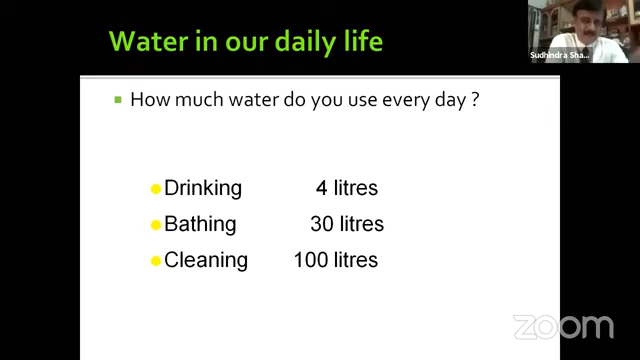 Water in our daily life
Sudhindra Sha...
How much water do you use every day ?
Drinking 4 litres
Bathing 30 litres
Cleaning 100 litres
zoom